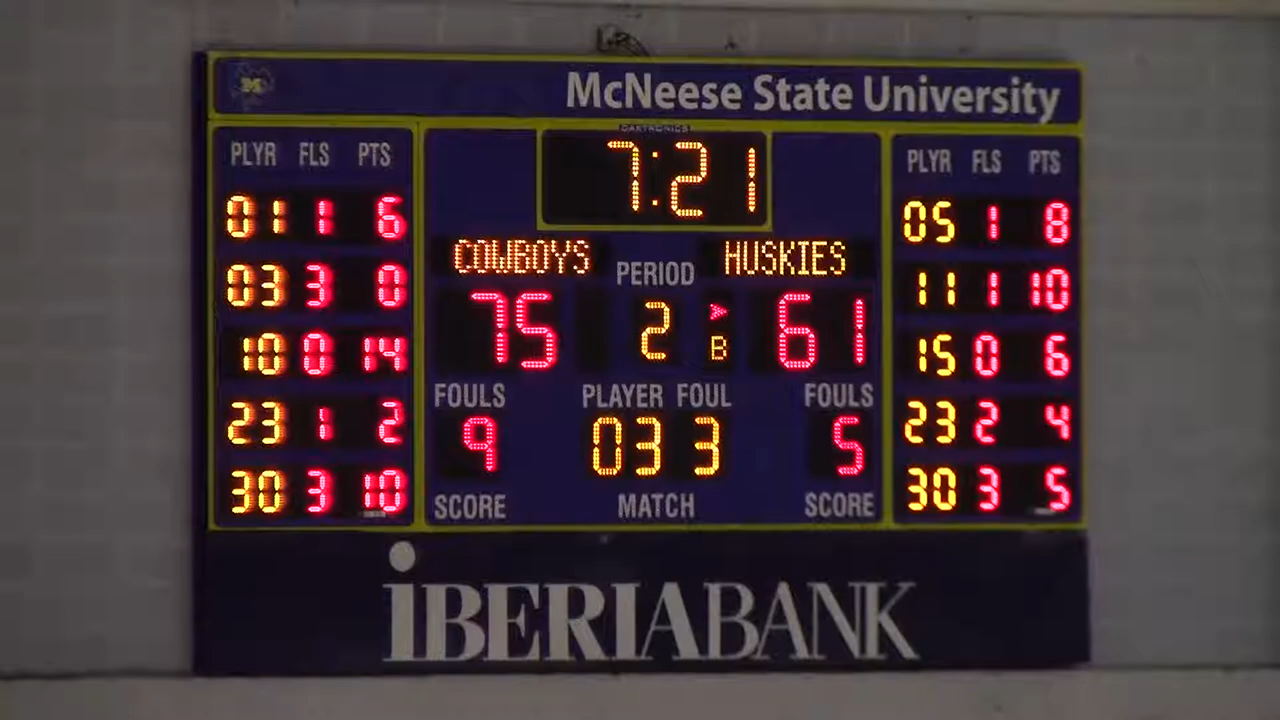 McNeese State University
DAKTRONICS
7:21
PLYR FLS PTS
01 1 6
03 3 0
10 0 14
23 1 2
30 3 10
COWBOYS PERIOD HUSKIES
75 2 B 61
FOULS PLAYER FOUL FOULS
9 03 3 5
SCORE MATCH SCORE
PLYR FLS PTS
05 1 8
11 1 10
15 0 6
23 2 4
30 3 5
iBERIABANK